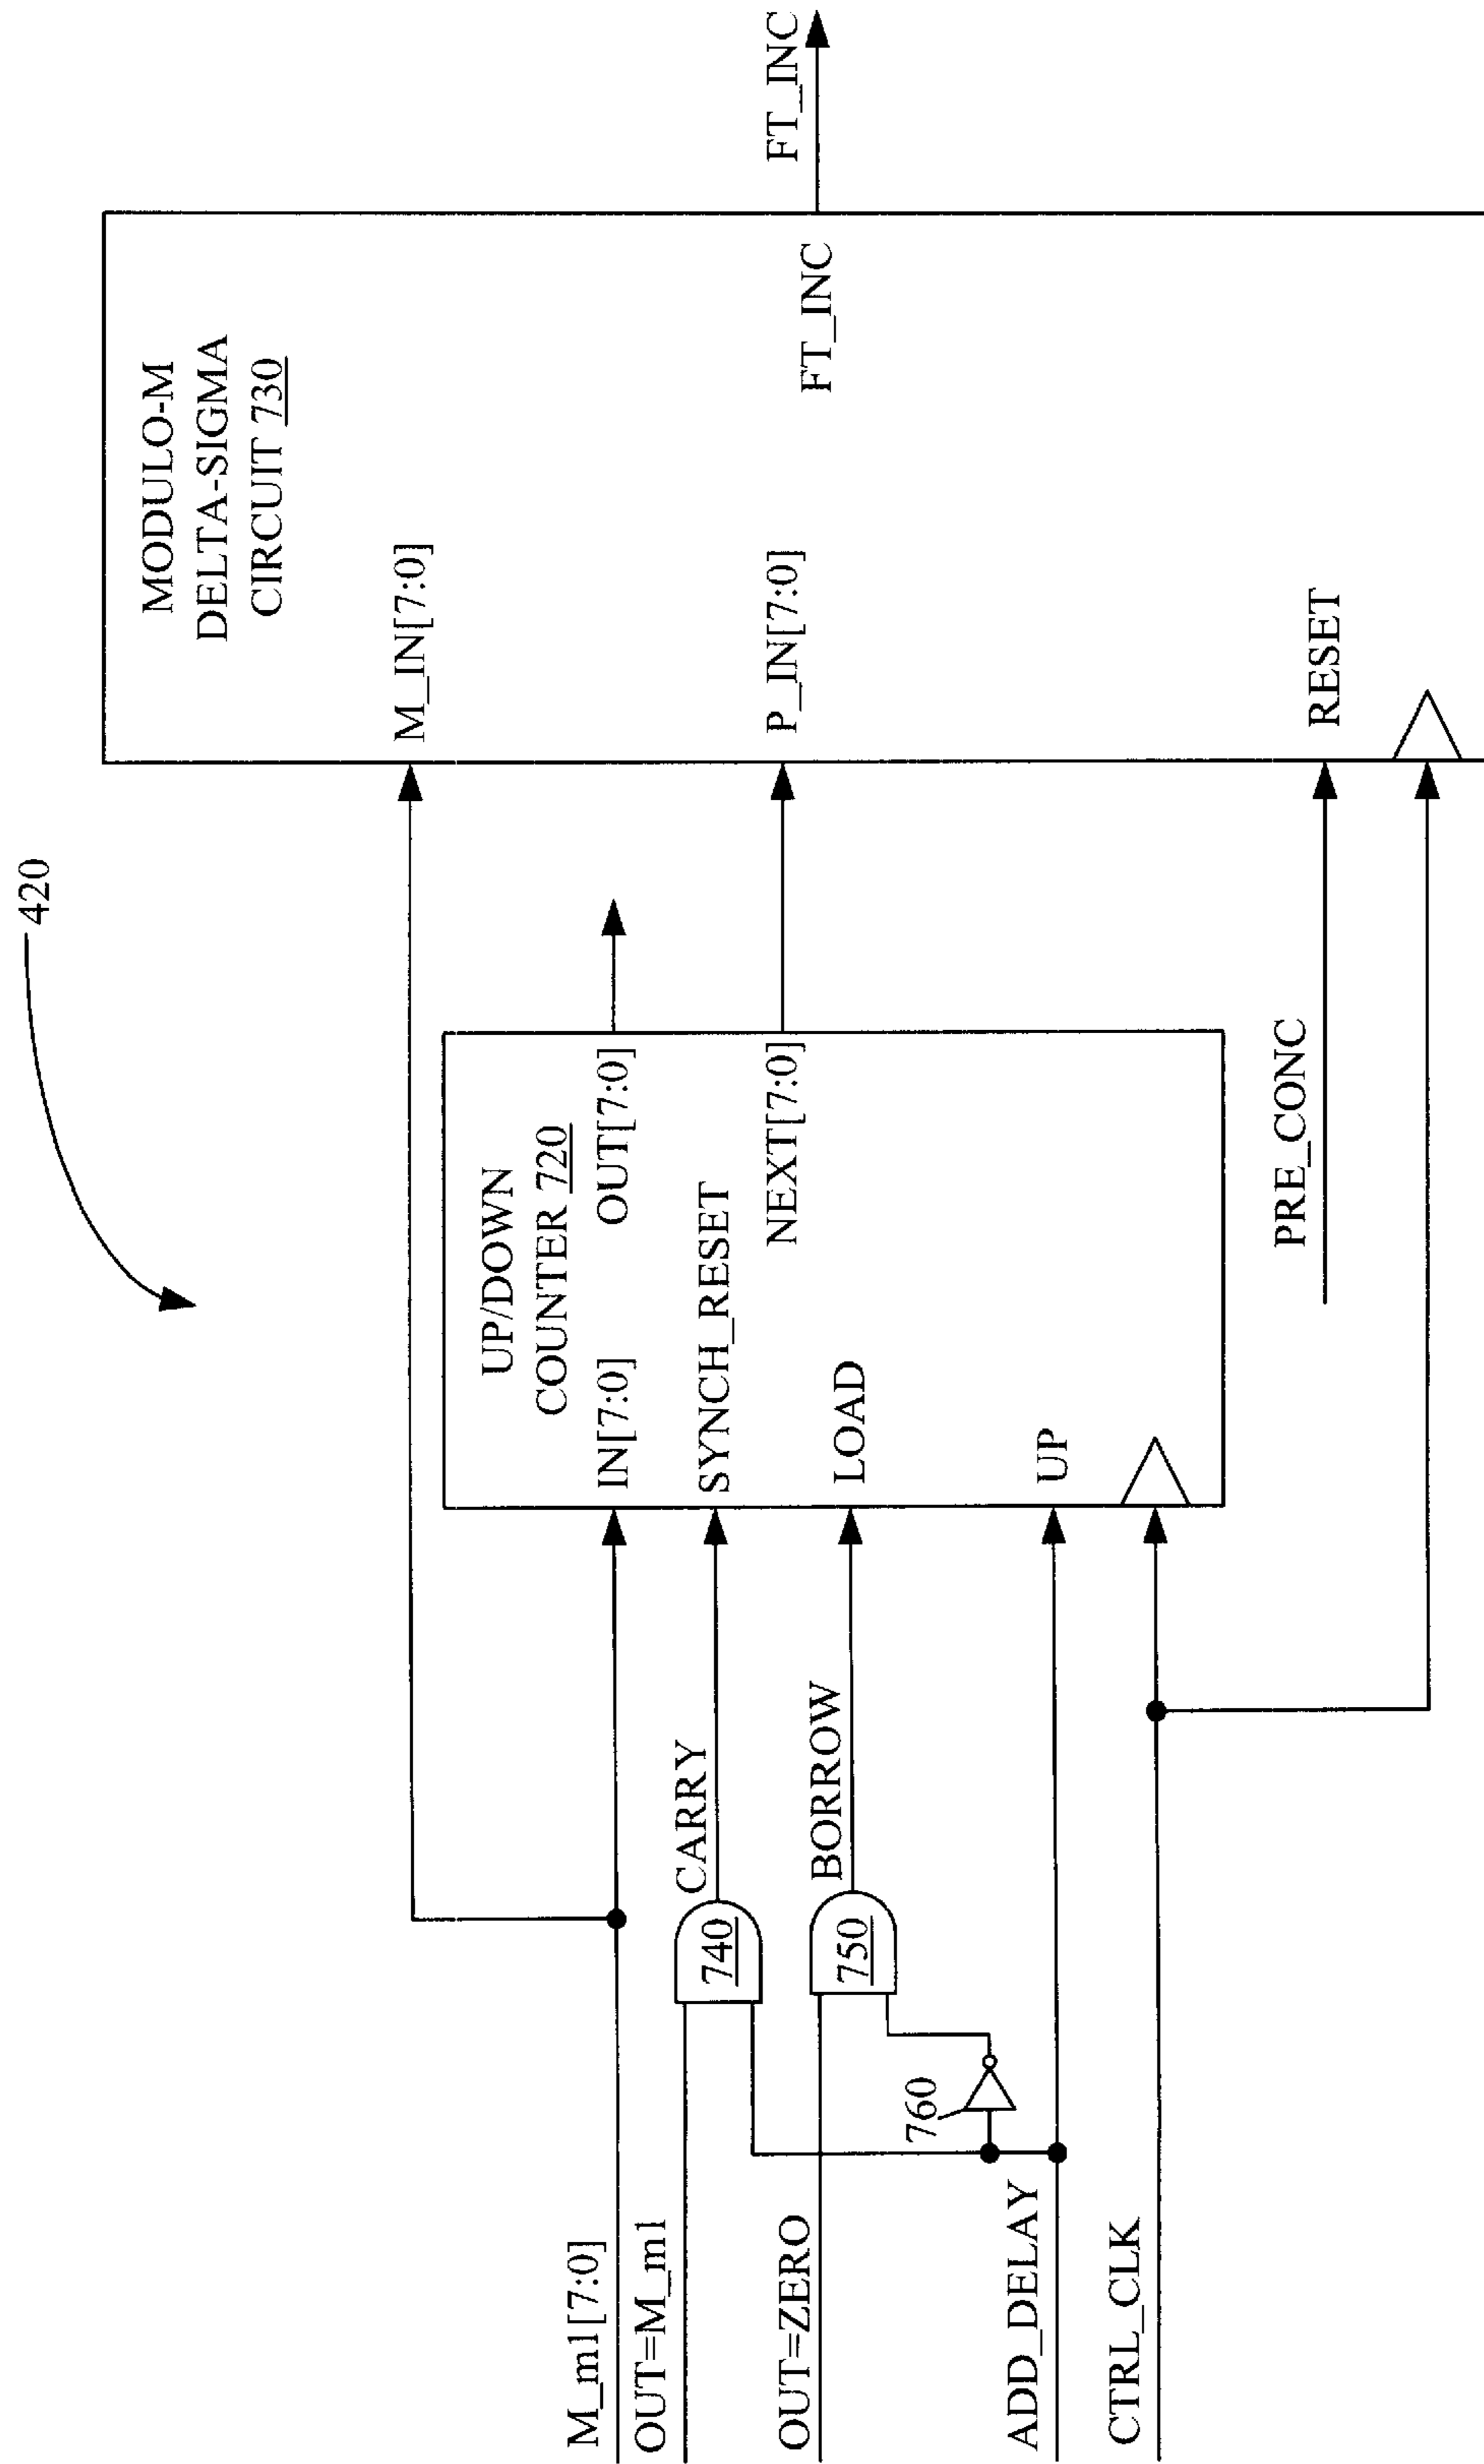 420
MODULO-M
DELTA-SIGMA
CIRCUIT 730
M_IN[7:0]
P_IN[7:0]
FT_INC
FT_INC
RESET
UP/DOWN
COUNTER 720
IN[7:0]
OUT[7:0]
SYNCH_RESET
NEXT[7:0]
LOAD
UP
PRE_CONC
CARRY
740
BORROW
750
760
M_m1[7:0]
OUT=M_m1
OUT=ZERO
ADD_DELAY
CTRL_CLK